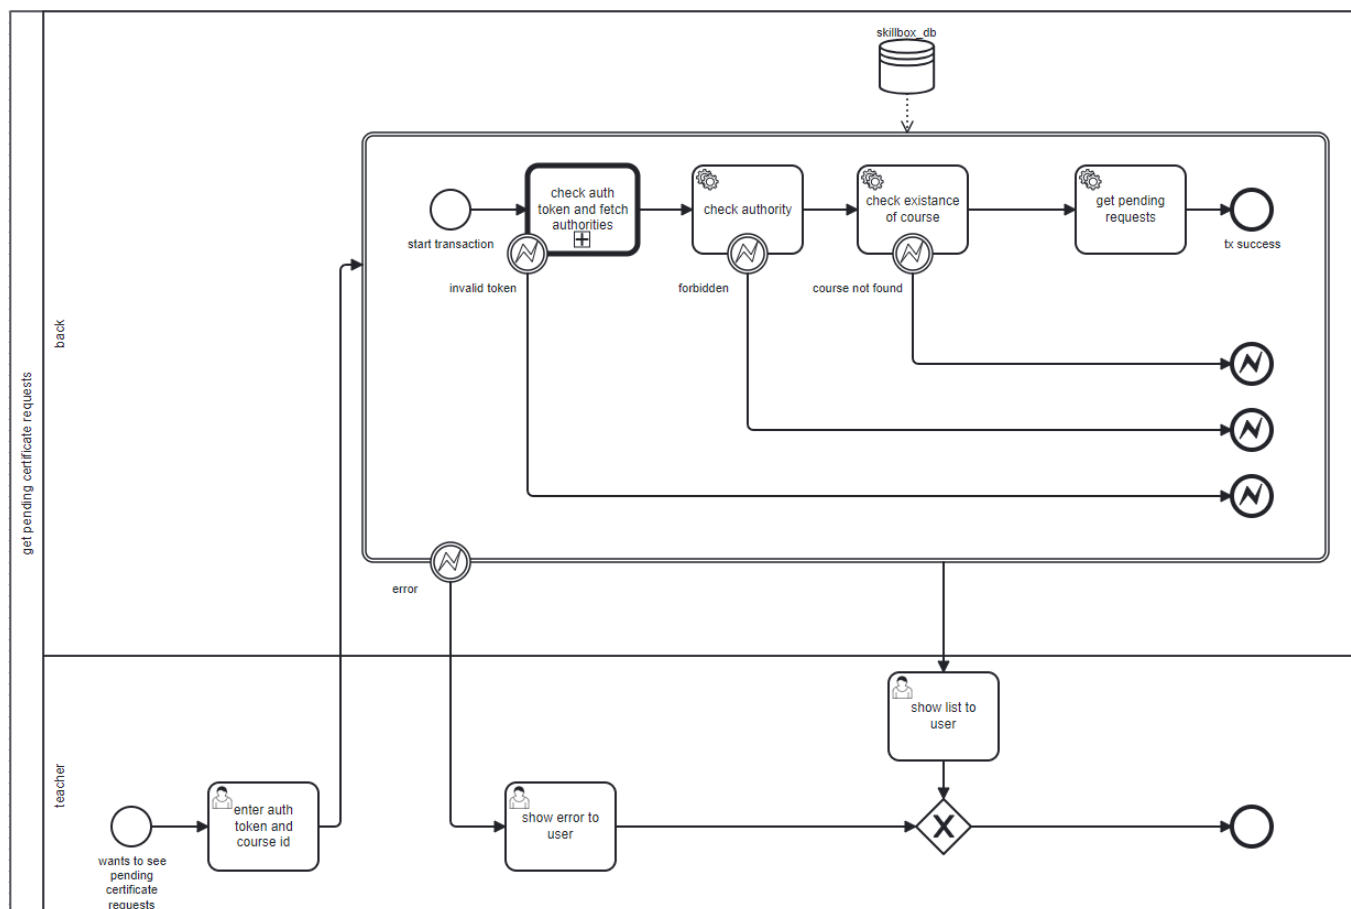 get pending certificate requests
back
skillbox_db
start transaction
check auth
token and fetch
authorities
invalid token
check authority
forbidden
check existance
of course
course not found
get pending
requests
tx success
error
teacher
wants to see
pending
certificate
requests
enter auth
token and
course id
show error to
user
show list to
user